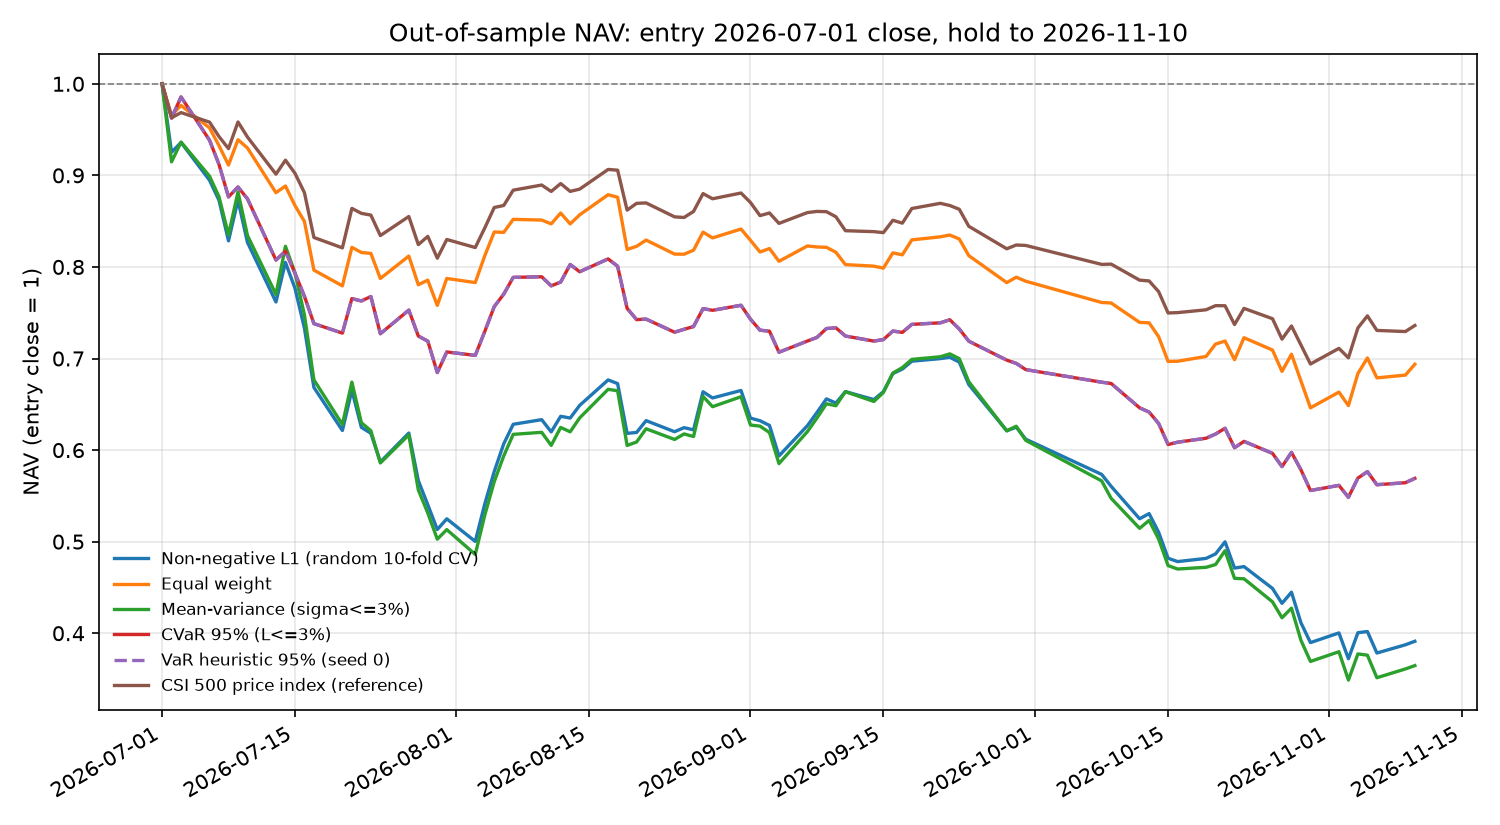 Out-of-sample NAV: entry 2026-07-01 close, hold to 2026-11-10
NAV (entry close = 1)
1.0
0.9
0.8
0.7
0.6
0.5
0.4
Non-negative L1 (random 10-fold CV)
Equal weight
Mean-variance (sigma<=3%)
CVaR 95% (L<=3%)
VaR heuristic 95% (seed 0)
CSI 500 price index (reference)
2026-07-01
2026-07-15
2026-08-01
2026-08-15
2026-09-01
2026-09-15
2026-10-01
2026-10-15
2026-11-01
2026-11-15